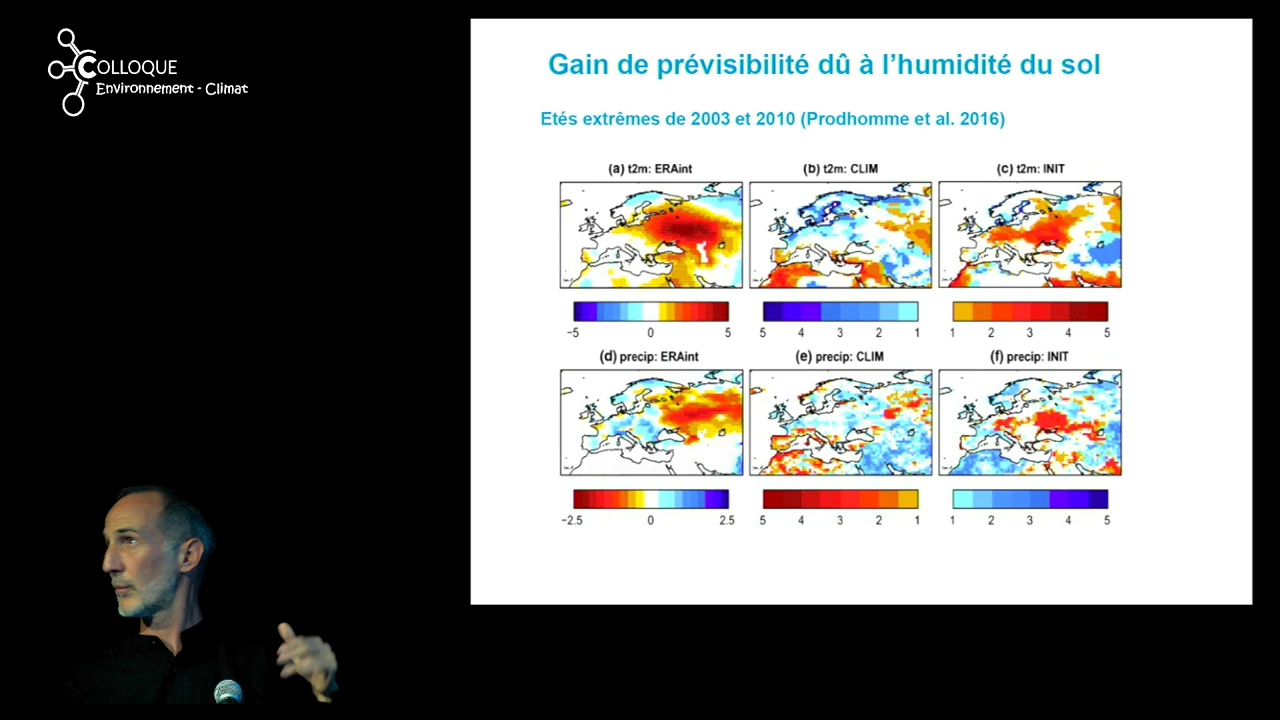 COLLOQUE
Environnement - Climat
Gain de prévisibilité dû à l'humidité du sol
Etés extrêmes de 2003 et 2010 (Prodhomme et al. 2016)
(a) t2m: ERAint (b) t2m: CLIM (c) t2m: INIT
−5 0 5 5 4 3 2 1 1 2 3 4 5
(d) precip: ERAint (e) precip: CLIM (f) precip: INIT
−2.5 0 2.5 5 4 3 2 1 1 2 3 4 5